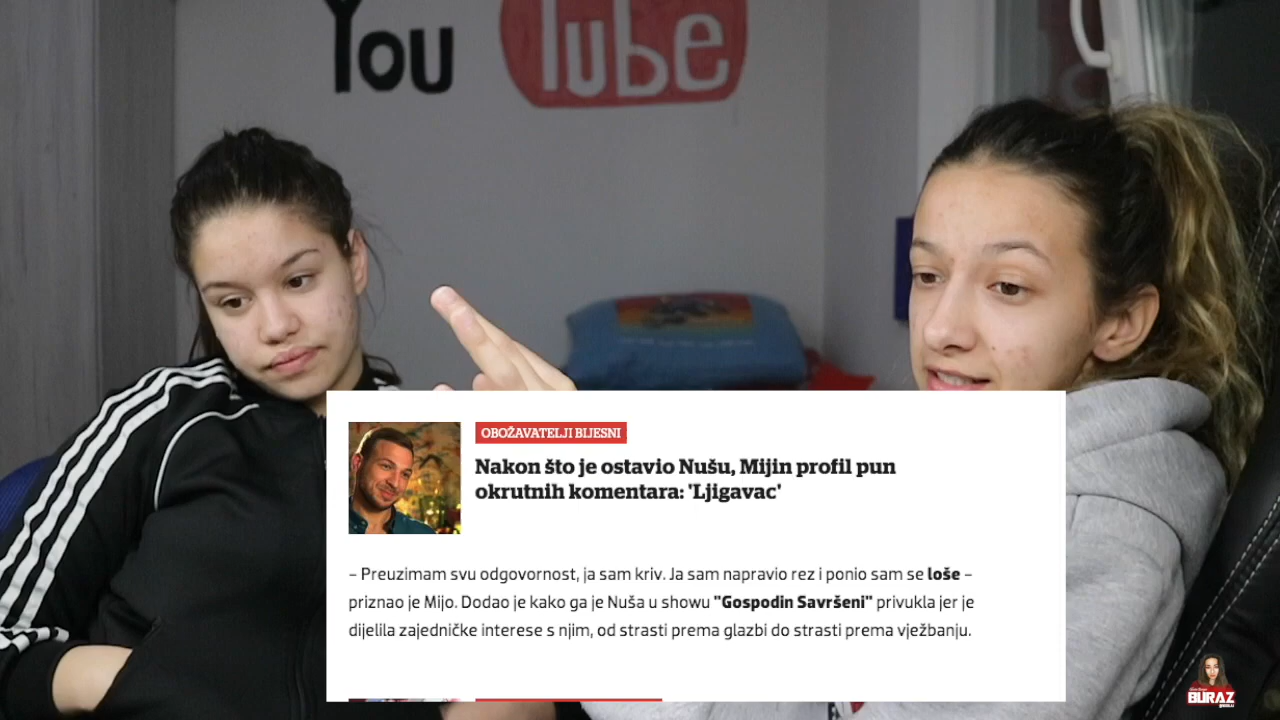 You Tube
OBOŽAVATELJI BIJESNI
Nakon što je ostavio Nušu, Mijin profil pun
okrutnih komentara: 'Ljigavac'
– Preuzimam svu odgovornost, ja sam kriv. Ja sam napravio rez i ponio sam se loše –
priznao je Mijo. Dodao je kako ga je Nuša u showu "Gospodin Savršeni" privukla jer je
dijelila zajedničke interese s njim, od strasti prema glazbi do strasti prema vježbanju.
BURAZ